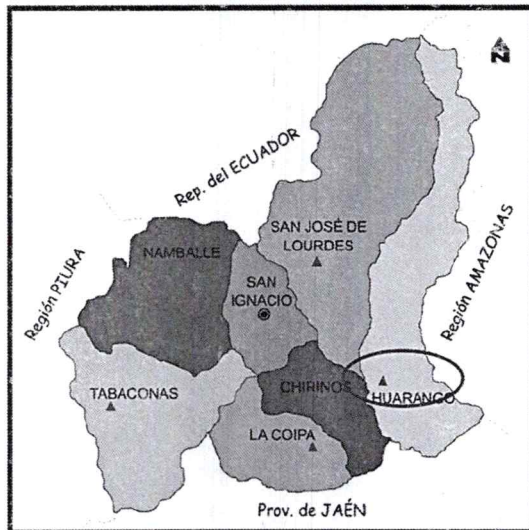 N
Rep. del ECUADOR
SAN JOSÉ DE
LOURDES
NAMBALLE
Región PIURA
Región AMAZONAS
SAN
IGNACIO
TABACONAS
CHIRINOS
HUARANGO
LA COIPA
Prov. de JAÉN